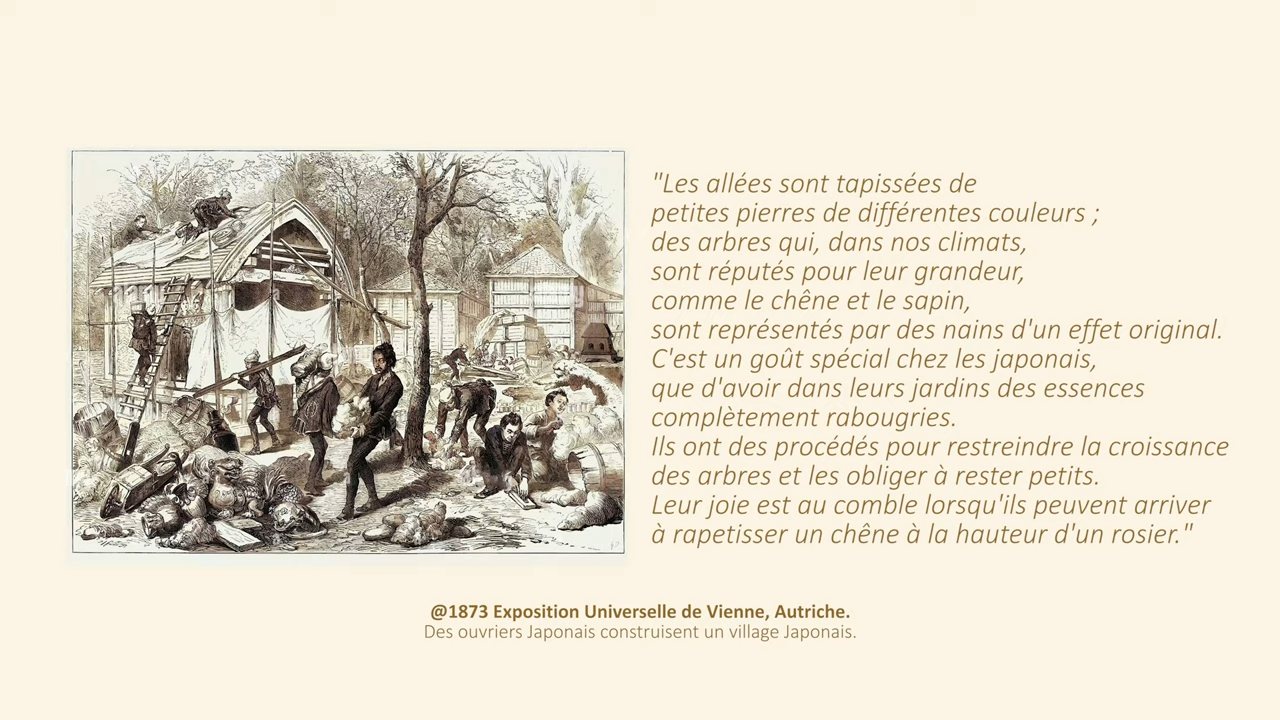 "Les allées sont tapissées de
petites pierres de différentes couleurs ;
des arbres qui, dans nos climats,
sont réputés pour leur grandeur,
comme le chêne et le sapin,
sont représentés par des nains d'un effet original.
C'est un goût spécial chez les japonais,
que d'avoir dans leurs jardins des essences
complètement rabougries.
Ils ont des procédés pour restreindre la croissance
des arbres et les obliger à rester petits.
Leur joie est au comble lorsqu'ils peuvent arriver
à rapetisser un chêne à la hauteur d'un rosier."
@1873 Exposition Universelle de Vienne, Autriche.
Des ouvriers Japonais construisent un village Japonais.